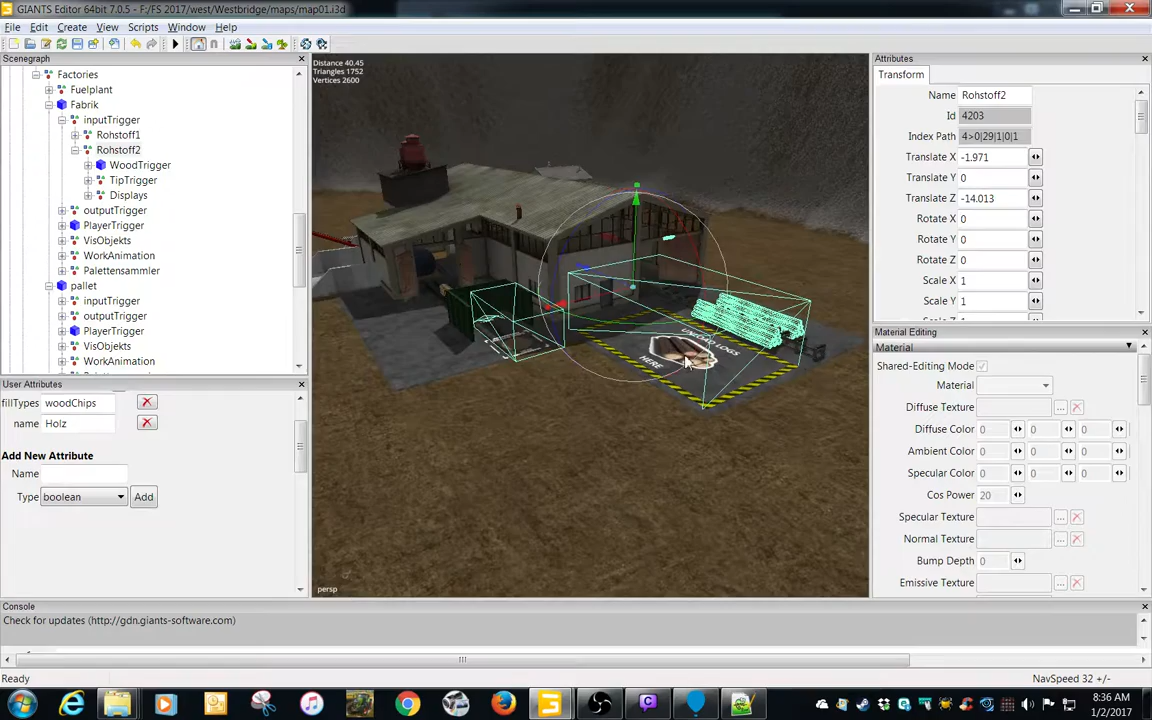 GIANTS Editor 64bit 7.0.5 - F:/FS 2017/west/Westbridge/maps/map01.i3d
File Edit Create View Scripts Window Help
Scenegraph
Factories
Fuelplant
Fabrik
inputTrigger
Rohstoff1
Rohstoff2
WoodTrigger
TipTrigger
Displays
outputTrigger
PlayerTrigger
VisObjekts
WorkAnimation
Palettensammler
pallet
inputTrigger
outputTrigger
PlayerTrigger
VisObjekts
WorkAnimation
User Attributes
fillTypes woodChips
name Holz
Add New Attribute
Name
Type boolean Add
Distance 40.45
Triangles 1752
Vertices 2600
UNLOAD LOGS
HERE
persp
Attributes
Transform
Name Rohstoff2
Id 4203
Index Path 4>0|29|1|0|1
Translate X -1.971
Translate Y 0
Translate Z -14.013
Rotate X 0
Rotate Y 0
Rotate Z 0
Scale X 1
Scale Y 1
Material Editing
Material
Shared-Editing Mode
Material
Diffuse Texture ...
Diffuse Color 0 0 0
Ambient Color 0 0 0
Specular Color 0 0 0
Cos Power 20
Specular Texture ...
Normal Texture ...
Bump Depth 0
Emissive Texture ...
Console
Check for updates (http://gdn.giants-software.com)
Ready
NavSpeed 32 +/-
8:36 AM
1/2/2017